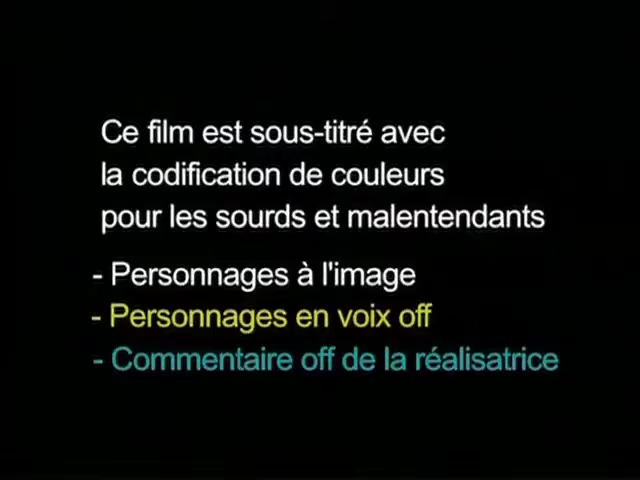 Ce film est sous-titré avec
la codification de couleurs
pour les sourds et malentendants
- Personnages à l'image
- Personnages en voix off
- Commentaire off de la réalisatrice